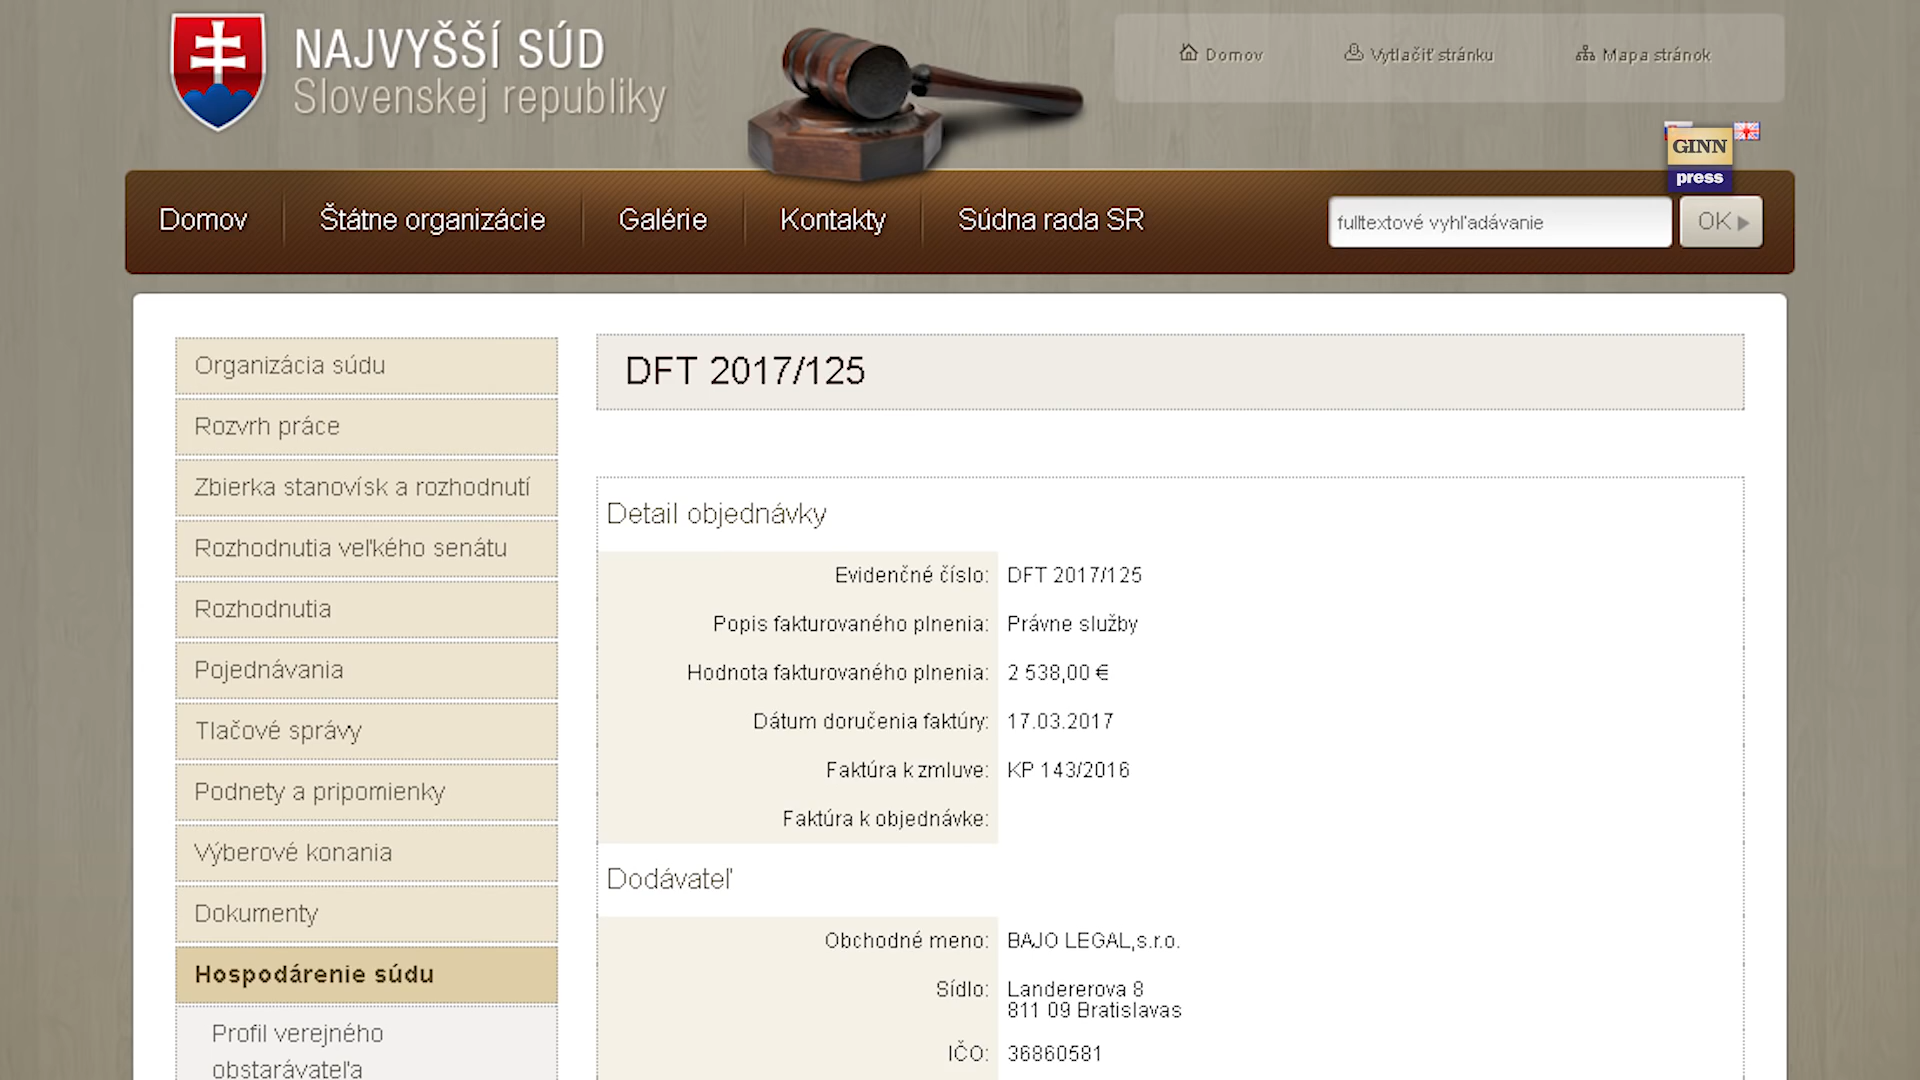 NAJVYŠŠÍ SÚD
Slovenskej republiky
Domov
Vytlačiť stránku
Mapa stránok
GINN
press
Domov
Štátne organizácie
Galérie
Kontakty
Súdna rada SR
fulltextové vyhľadávanie
OK
Organizácia súdu
Rozvrh práce
Zbierka stanovísk a rozhodnutí
Rozhodnutia veľkého senátu
Rozhodnutia
Pojednávania
Tlačové správy
Podnety a pripomienky
Výberové konania
Dokumenty
Hospodárenie súdu
Profil verejného
obstarávateľa
DFT 2017/125
Detail objednávky
Evidenčné číslo: DFT 2017/125
Popis fakturovaného plnenia: Právne služby
Hodnota fakturovaného plnenia: 2 538,00 €
Dátum doručenia faktúry: 17.03.2017
Faktúra k zmluve: KP 143/2016
Faktúra k objednávke:
Dodávateľ
Obchodné meno: BAJO LEGAL,s.r.o.
Sídlo: Landererova 8
811 09 Bratislavas
IČO: 36860581